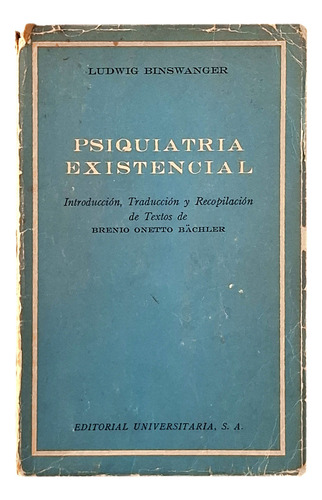 LUDWIG BINSWANGER
PSIQUIATRIA
EXISTENCIAL
Introducción, Traducción y Recopilación
de Textos de
BRENIO ONETTO BÄCHLER
EDITORIAL UNIVERSITARIA, S. A.